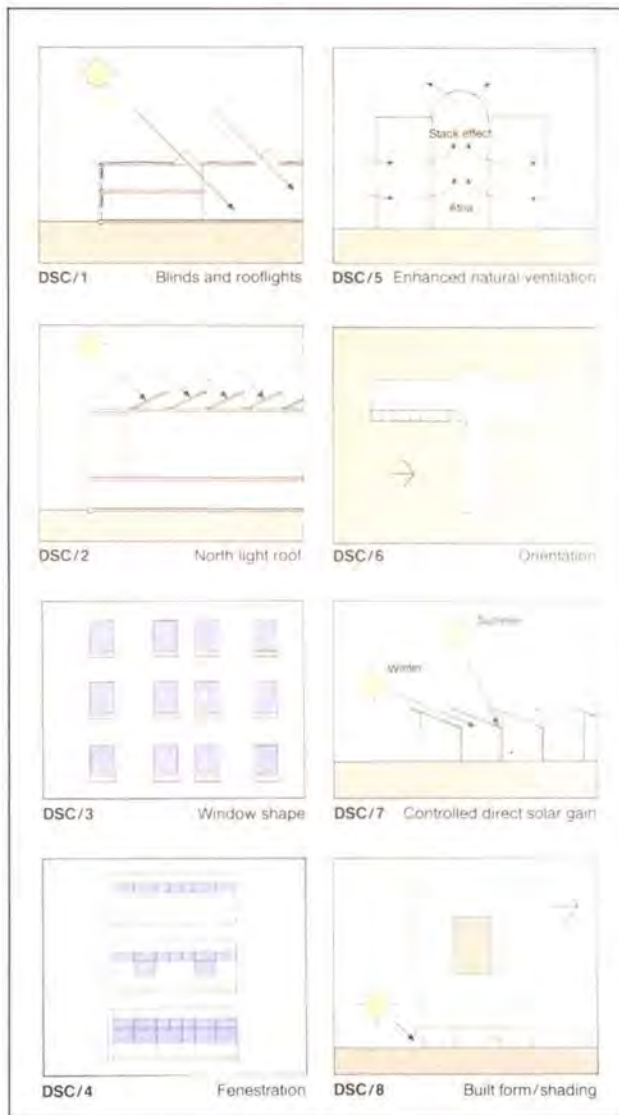 DSC/1 Blinds and rooflights
Stack effect
Atria
DSC/5 Enhanced natural ventilation
DSC/2 North light roof
DSC/6 Orientation
DSC/3 Window shape
Summer
Winter
DSC/7 Controlled direct solar gain
DSC/4 Fenestration
DSC/8 Built form/shading